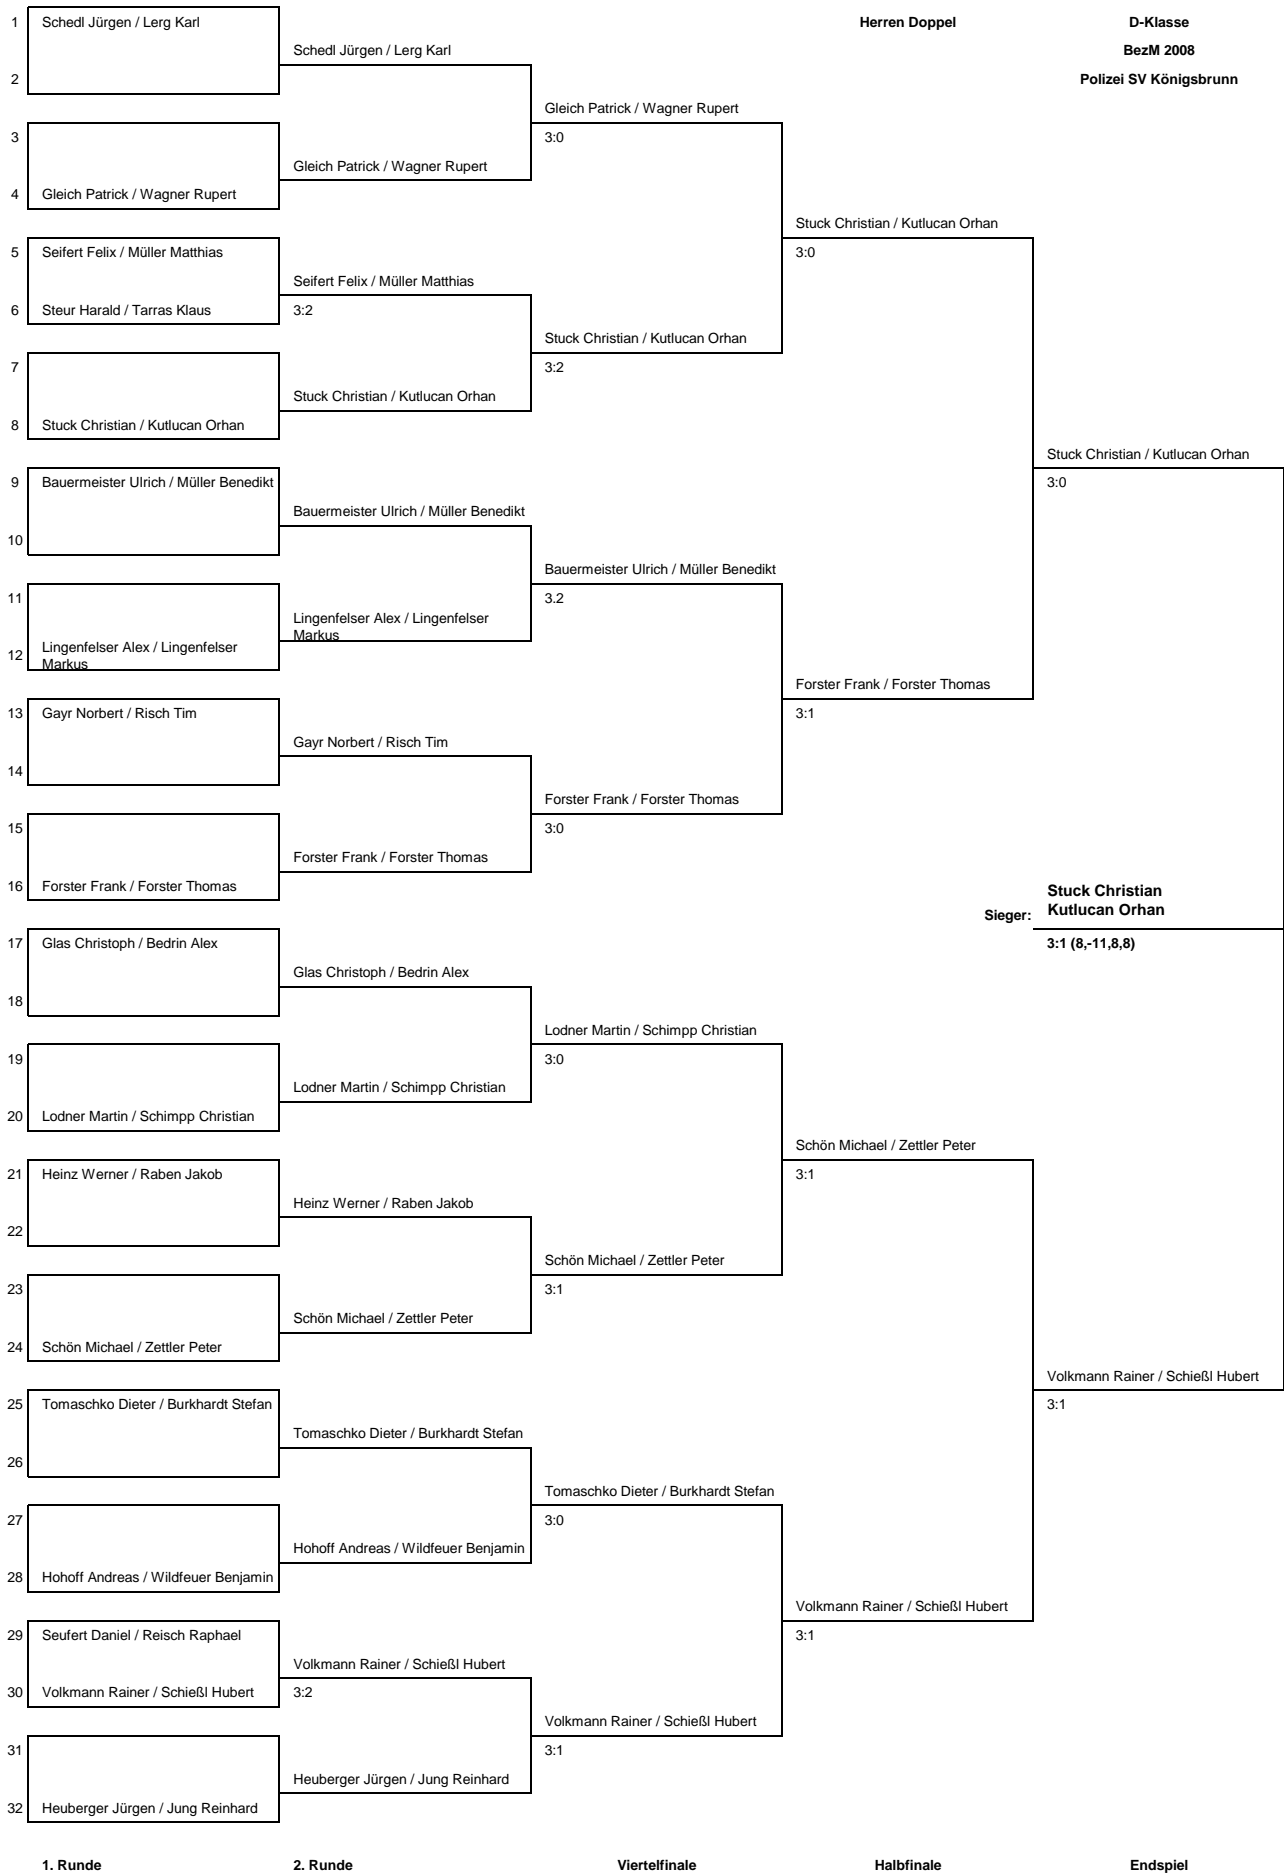 1 Schedl Jürgen / Lerg Karl Herren Doppel D-Klasse
Schedl Jürgen / Lerg Karl BezM 2008
2 Polizei SV Königsbrunn
Gleich Patrick / Wagner Rupert
3 3:0
Gleich Patrick / Wagner Rupert
4 Gleich Patrick / Wagner Rupert
Stuck Christian / Kutlucan Orhan
5 Seifert Felix / Müller Matthias 3:0
Seifert Felix / Müller Matthias
6 Steur Harald / Tarras Klaus 3:2
Stuck Christian / Kutlucan Orhan
7 3:2
Stuck Christian / Kutlucan Orhan
8 Stuck Christian / Kutlucan Orhan
Stuck Christian / Kutlucan Orhan
9 Bauermeister Ulrich / Müller Benedikt 3:0
Bauermeister Ulrich / Müller Benedikt
10
Bauermeister Ulrich / Müller Benedikt
11 3.2
Lingenfelser Alex / Lingenfelser
Markus
12 Lingenfelser Alex / Lingenfelser
Markus
Forster Frank / Forster Thomas
13 Gayr Norbert / Risch Tim 3:1
Gayr Norbert / Risch Tim
14
Forster Frank / Forster Thomas
15 3:0
Forster Frank / Forster Thomas
16 Forster Frank / Forster Thomas
Stuck Christian
Kutlucan Orhan
Sieger:
17 Glas Christoph / Bedrin Alex 3:1 (8,-11,8,8)
Glas Christoph / Bedrin Alex
18
Lodner Martin / Schimpp Christian
19 3:0
Lodner Martin / Schimpp Christian
20 Lodner Martin / Schimpp Christian
Schön Michael / Zettler Peter
21 Heinz Werner / Raben Jakob 3:1
Heinz Werner / Raben Jakob
22
Schön Michael / Zettler Peter
23 3:1
Schön Michael / Zettler Peter
24 Schön Michael / Zettler Peter
Volkmann Rainer / Schießl Hubert
25 Tomaschko Dieter / Burkhardt Stefan 3:1
Tomaschko Dieter / Burkhardt Stefan
26
Tomaschko Dieter / Burkhardt Stefan
27 3:0
Hohoff Andreas / Wildfeuer Benjamin
28 Hohoff Andreas / Wildfeuer Benjamin
Volkmann Rainer / Schießl Hubert
29 Seufert Daniel / Reisch Raphael 3:1
Volkmann Rainer / Schießl Hubert
30 Volkmann Rainer / Schießl Hubert 3:2
Volkmann Rainer / Schießl Hubert
31 3:1
Heuberger Jürgen / Jung Reinhard
32 Heuberger Jürgen / Jung Reinhard
1. Runde 2. Runde Viertelfinale Halbfinale Endspiel